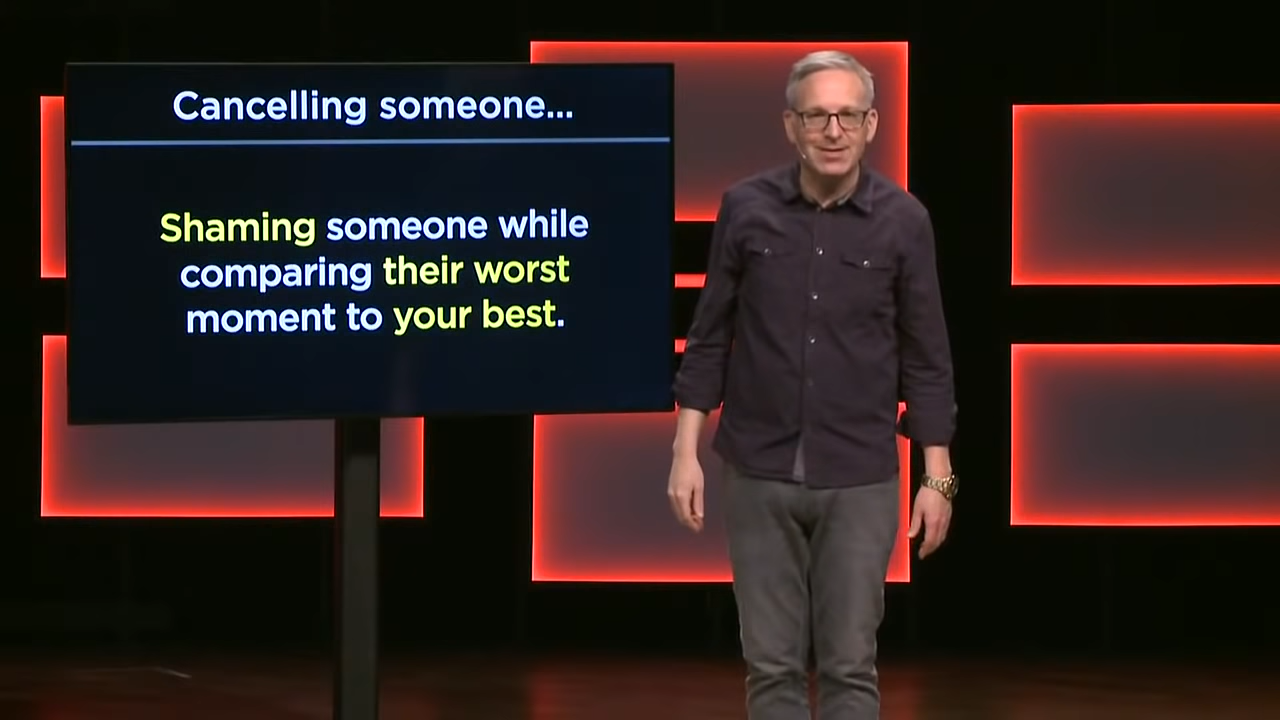 Cancelling someone...
Shaming someone while
comparing their worst
moment to your best.